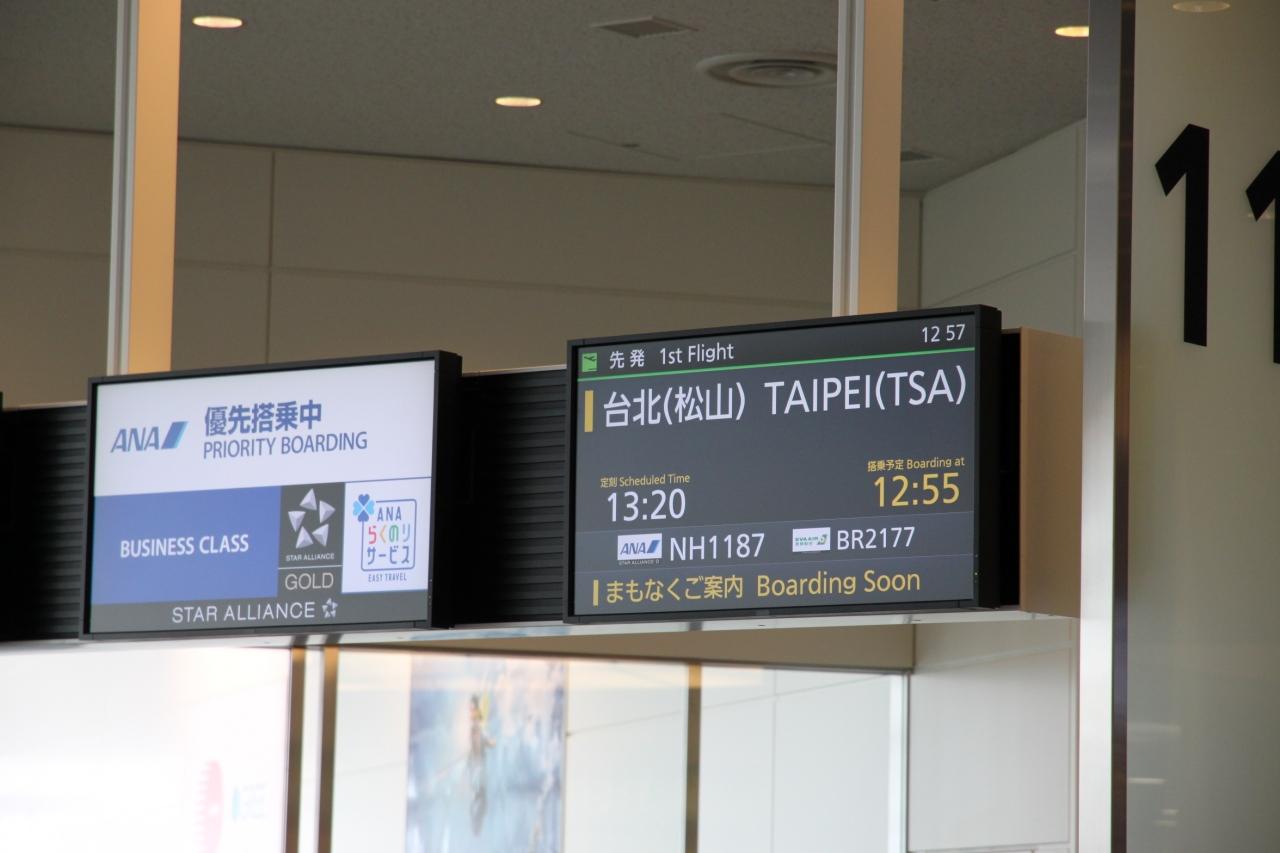 ANA
優先搭乗中
PRIORITY BOARDING
BUSINESS CLASS
STAR ALLIANCE
GOLD
ANA
らくのり
サービス
EASY TRAVEL
STAR ALLIANCE
先発 1st Flight
12 57
台北(松山) TAIPEI(TSA)
定刻 Scheduled Time
13:20
搭乗予定 Boarding at
12:55
ANA NH1187
EVA AIR BR2177
まもなくご案内 Boarding Soon
11